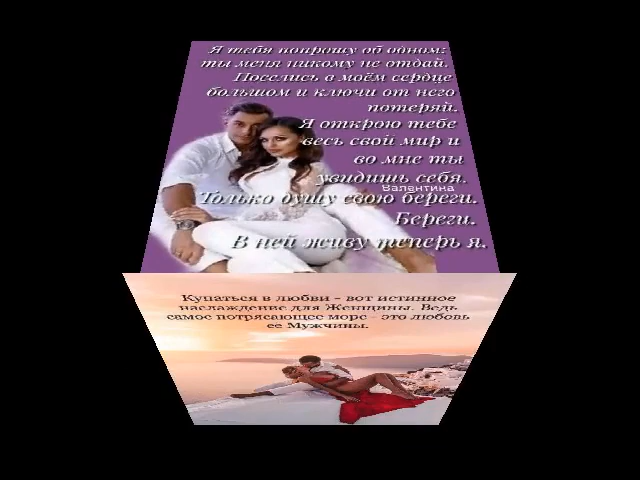 Я тебя попрошу об одном:
ты меня никому не отдай.
Поселись в моём сердце
большом и ключи от него
потеряй.
Я открою тебе
весь свой мир и
во мне ты
увидишь себя.
Валентина
Только душу свою береги.
Береги.
В ней живу теперь я.
Купаться в любви - вот истинное
наслаждение для Женщины. Ведь
самое потрясающее море - это любовь
ее Мужчины.